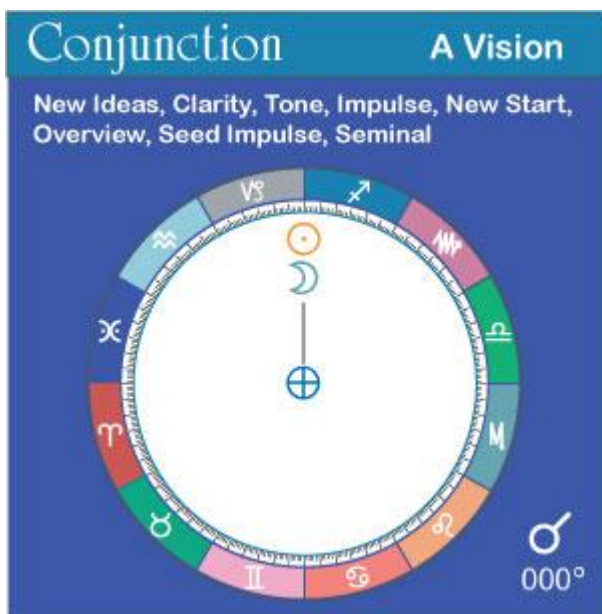 Conjunction A Vision
New Ideas, Clarity, Tone, Impulse, New Start,
Overview, Seed Impulse, Seminal
000°